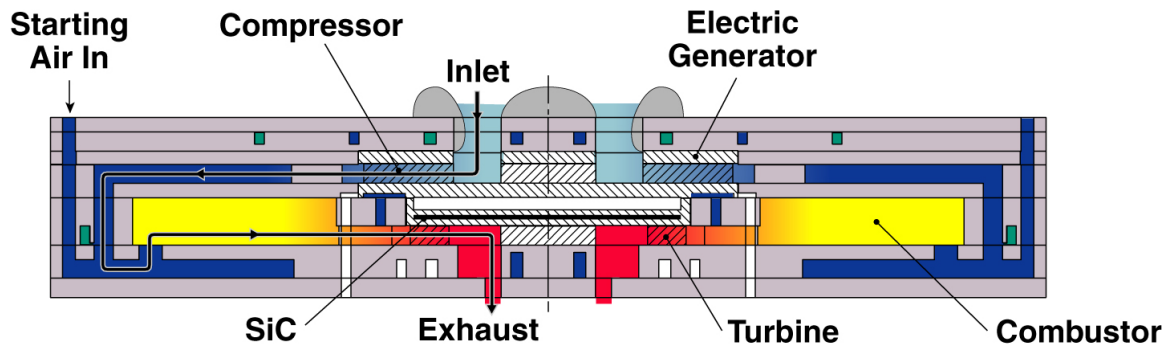 Starting
Air In
Compressor
Inlet
Electric
Generator
SiC
Exhaust
Turbine
Combustor